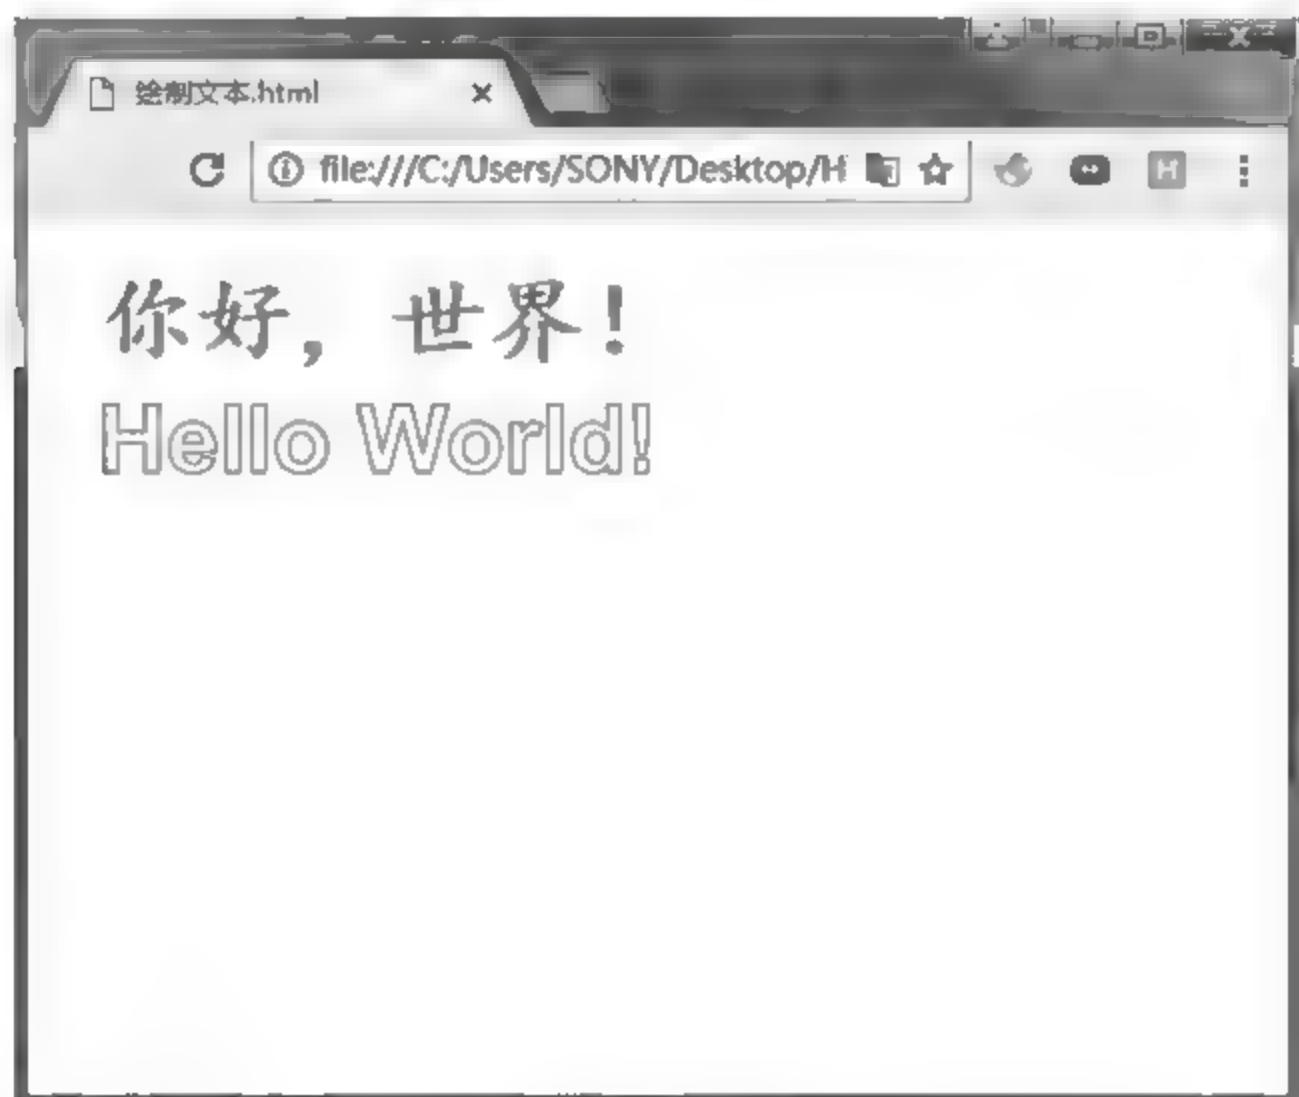 绘制文本.html
file:///C:/Users/SONY/Desktop/H
你好，世界！
Hello World!